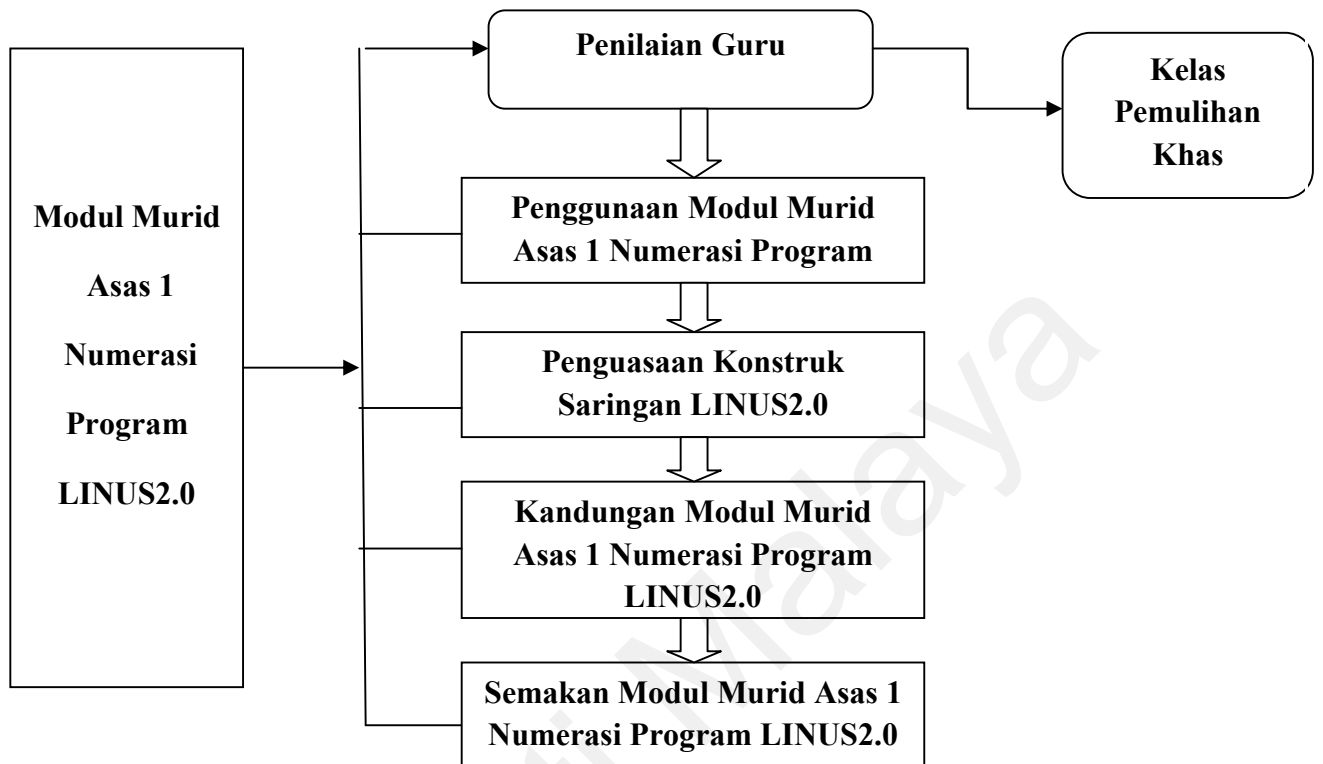 Modul Murid
Asas 1
Numerasi
Program
LINUS2.0
Penilaian Guru
Kelas
Pemulihan
Khas
Penggunaan Modul Murid
Asas 1 Numerasi Program
Penguasaan Konstruk
Saringan LINUS2.0
Kandungan Modul Murid
Asas 1 Numerasi Program
LINUS2.0
Semakan Modul Murid Asas 1
Numerasi Program LINUS2.0
Malaya